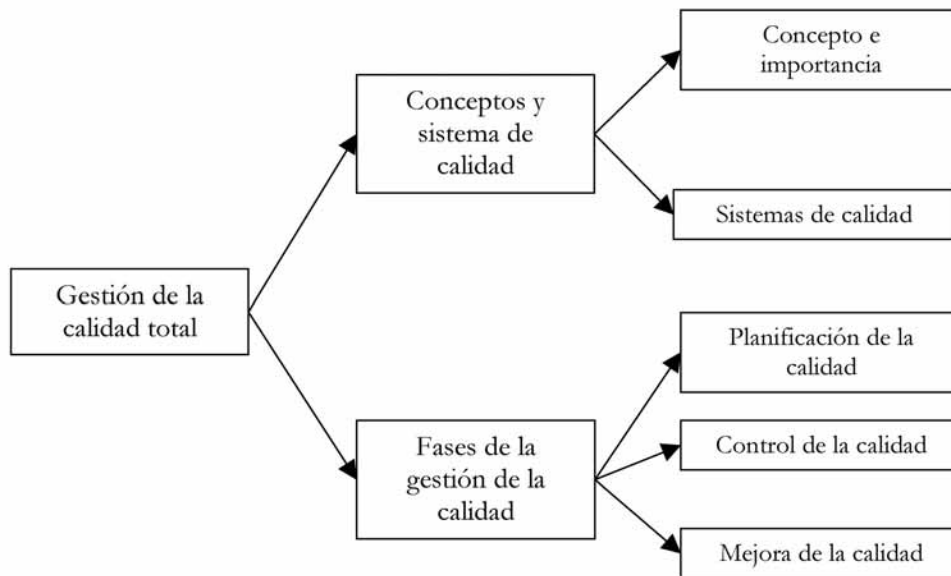 Concepto e
importancia
Conceptos y
sistema de
calidad
Sistemas de calidad
Gestión de la
calidad total
Planificación de la
calidad
Fases de la
gestión de la
calidad
Control de la calidad
Mejora de la calidad